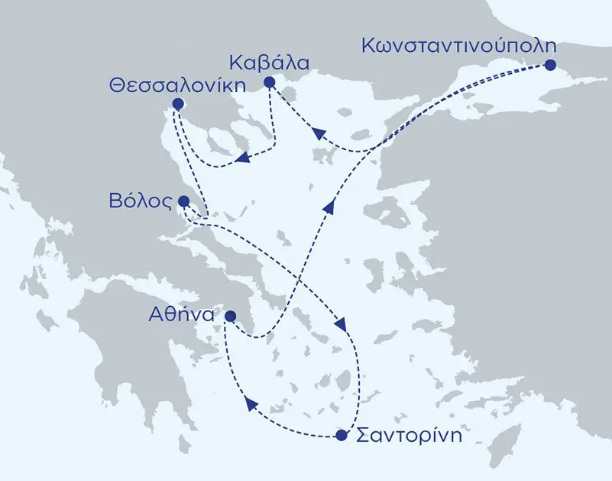 Κωνσταντινούπολη
Καβάλα
Θεσσαλονίκη
Βόλος
Αθήνα
Σαντορίνη